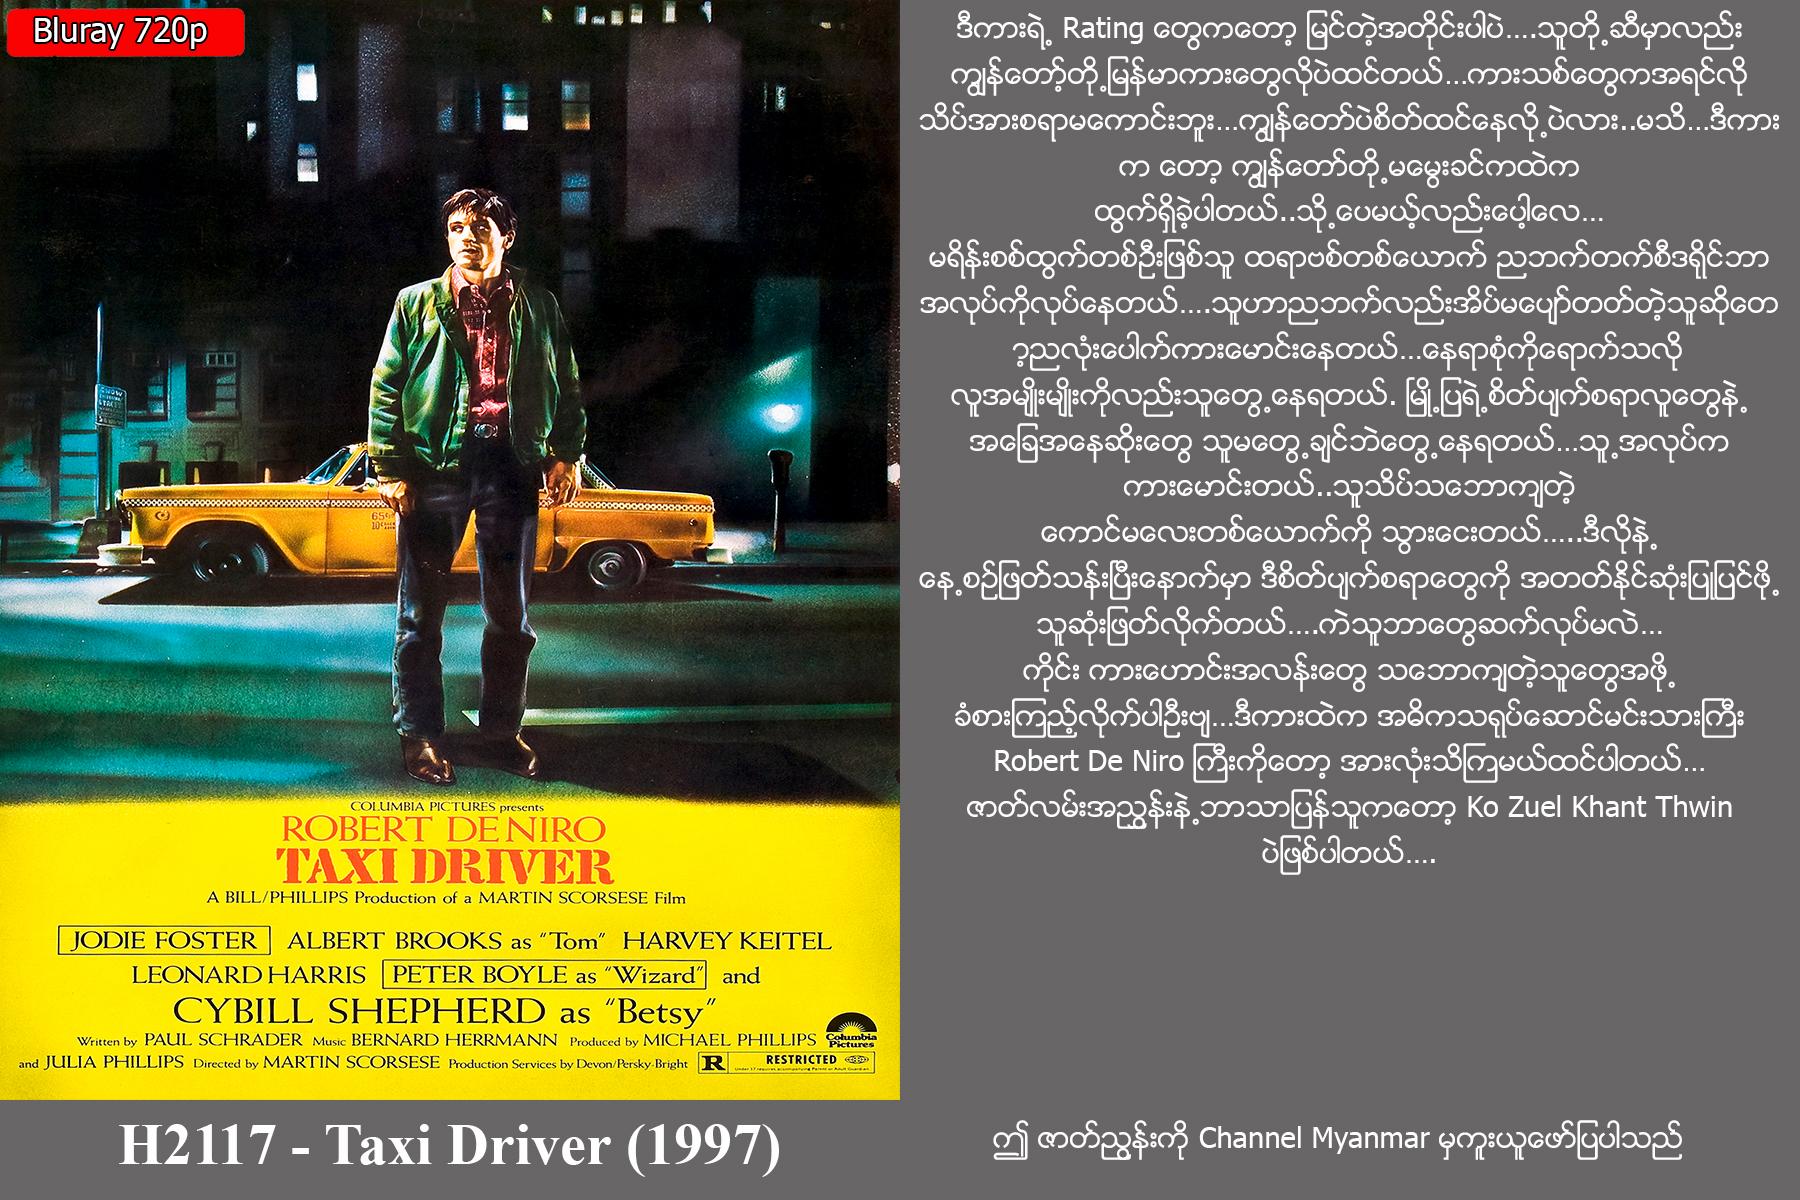 Bluray 720p
COLUMBIA PICTURES presents
ROBERT DE NIRO
TAXI DRIVER
A BILL/PHILLIPS Production of a MARTIN SCORSESE Film
JODIE FOSTER ALBERT BROOKS as "Tom" HARVEY KEITEL
LEONARD HARRIS PETER BOYLE as "Wizard" and
CYBILL SHEPHERD as "Betsy"
Written by PAUL SCHRADER Music BERNARD HERRMANN Produced by MICHAEL PHILLIPS
and JULIA PHILLIPS Directed by MARTIN SCORSESE Production Services by Devon/Persky-Bright
Columbia
Pictures
R RESTRICTED
Under 17 requires accompanying Parent or Adult Guardian
H2117 - Taxi Driver (1997)
ဒီကားရဲ့ Rating တွေကတော့ မြင်တဲ့အတိုင်းပါပဲ....သူတို့ဆီမှာလည်း
ကျွန်တော့်တို့မြန်မာကားတွေလိုပဲထင်တယ်...ကားသစ်တွေကအရင်လို
သိပ်အားစရာမကောင်းဘူး...ကျွန်တော်ပဲစိတ်ထင်နေလို့ပဲလား..မသိ...ဒီကား
က တော့ ကျွန်တော်တို့မမွေးခင်ကထဲက
ထွက်ရှိခဲ့ပါတယ်..သို့ပေမယ့်လည်းပေါ့လေ...
မရိန်းစစ်ထွက်တစ်ဦးဖြစ်သူ ထရာဗစ်တစ်ယောက် ညဘက်တက်စီဒရိုင်ဘာ
အလုပ်ကိုလုပ်နေတယ်....သူဟာညဘက်လည်းအိပ်မပျော်တတ်တဲ့သူဆိုတေ
ာ့ညလုံးပေါက်ကားမောင်းနေတယ်...နေရာစုံကိုရောက်သလို
လူအမျိုးမျိုးကိုလည်းသူတွေ့နေရတယ်. မြို့ပြရဲ့စိတ်ပျက်စရာလူတွေနဲ့
အခြေအနေဆိုးတွေ သူမတွေ့ချင်ဘဲတွေ့နေရတယ်...သူ့အလုပ်က
ကားမောင်းတယ်..သူသိပ်သဘောကျတဲ့
ကောင်မလေးတစ်ယောက်ကို သွားငေးတယ်.....ဒီလိုနဲ့
နေ့စဉ်ဖြတ်သန်းပြီးနောက်မှာ ဒီစိတ်ပျက်စရာတွေကို အတတ်နိုင်ဆုံးပြုပြင်ဖို့
သူဆုံးဖြတ်လိုက်တယ်....ကဲသူဘာတွေဆက်လုပ်မလဲ...
ကိုင်း ကားဟောင်းအလန်းတွေ သဘောကျတဲ့သူတွေအဖို့
ခံစားကြည့်လိုက်ပါဦးဗျ...ဒီကားထဲက အဓိကသရုပ်ဆောင်မင်းသားကြီး
Robert De Niro ကြီးကိုတော့ အားလုံးသိကြမယ်ထင်ပါတယ်...
ဇာတ်လမ်းအညွှန်းနဲ့ဘာသာပြန်သူကတော့ Ko Zuel Khant Thwin
ပဲဖြစ်ပါတယ်....
ဤ ဇာတ်ညွှန်းကို Channel Myanmar မှကူးယူဖော်ပြပါသည်